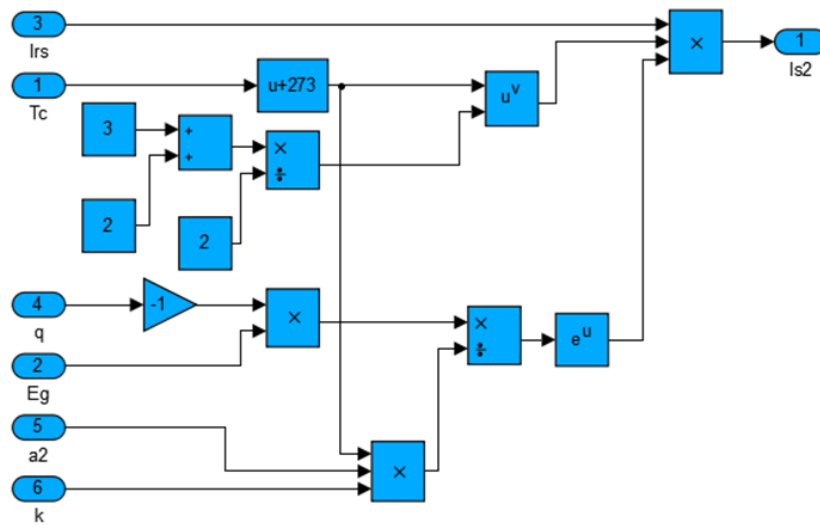 3
Irs
1
Tc
u+273
u^v
×
1
Is2
3
+
+
2
×
÷
2
4
q
-1
×
2
Eg
×
÷
e^u
5
a2
6
k
×